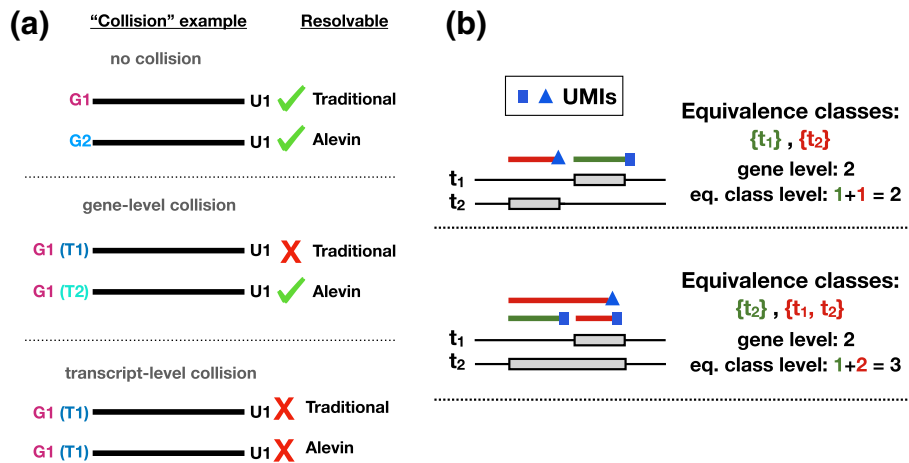 (a)
“Collision” example Resolvable
no collision
G1 U1 Traditional
G2 U1 Alevin
gene-level collision
G1 (T1) U1 Traditional
G1 (T2) U1 Alevin
transcript-level collision
G1 (T1) U1 Traditional
G1 (T1) U1 Alevin
(b)
UMIs
t1
t2
Equivalence classes:
{t1} , {t2}
gene level: 2
eq. class level: 1+1 = 2
t1
t2
Equivalence classes:
{t2} , {t1, t2}
gene level: 2
eq. class level: 1+2 = 3